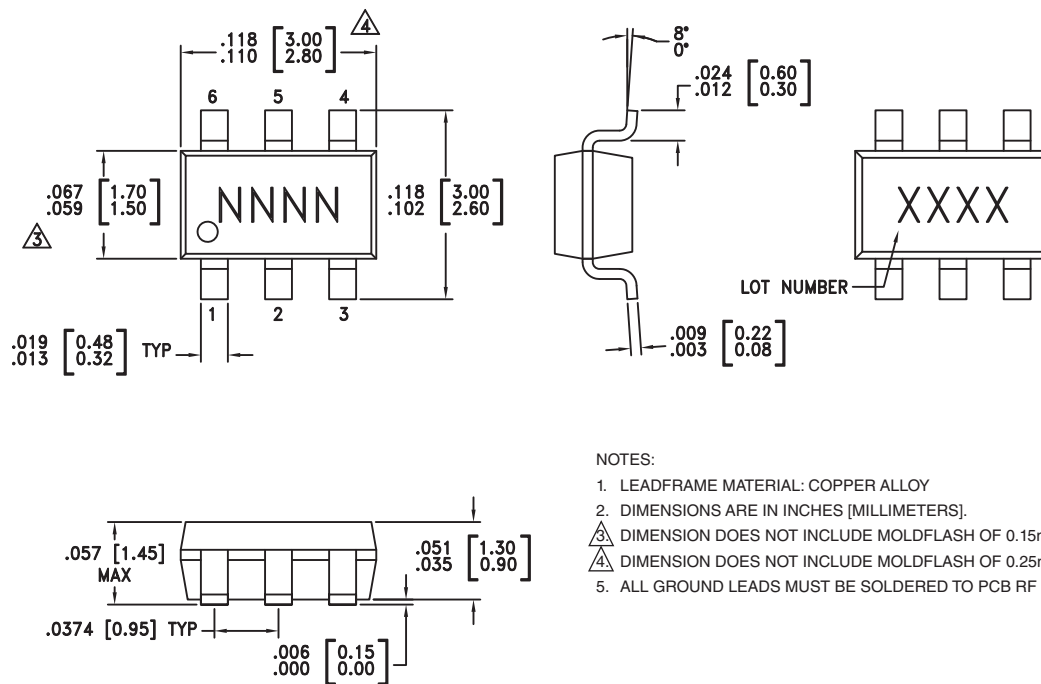 .118 [3.00]
.110 [2.80]
4
6 5 4
.067 [1.70]
.059 [1.50]
3
NNNN
.118 [3.00]
.102 [2.60]
1 2 3
.019 [0.48]
.013 [0.32] TYP
8°
0°
.024 [0.60]
.012 [0.30]
.009 [0.22]
.003 [0.08]
XXXX
LOT NUMBER
.057 [1.45]
MAX
.051 [1.30]
.035 [0.90]
.0374 [0.95] TYP
.006 [0.15]
.000 [0.00]
NOTES:
1. LEADFRAME MATERIAL: COPPER ALLOY
2. DIMENSIONS ARE IN INCHES [MILLIMETERS].
3. DIMENSION DOES NOT INCLUDE MOLDFLASH OF 0.15
4. DIMENSION DOES NOT INCLUDE MOLDFLASH OF 0.25
5. ALL GROUND LEADS MUST BE SOLDERED TO PCB RF